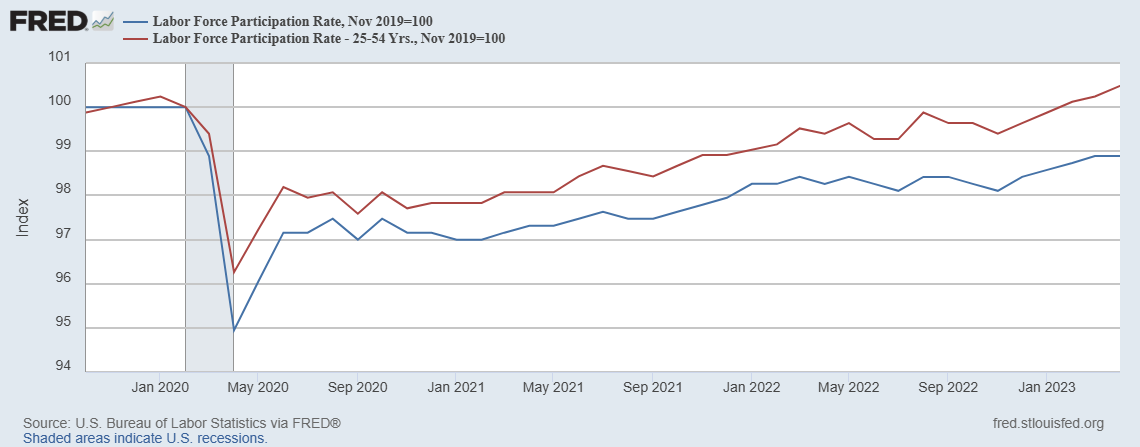 FRED
Labor Force Participation Rate, Nov 2019=100
Labor Force Participation Rate - 25-54 Yrs., Nov 2019=100
101
100
99
98
97
96
95
94
Index
Jan 2020 May 2020 Sep 2020 Jan 2021 May 2021 Sep 2021 Jan 2022 May 2022 Sep 2022 Jan 2023
Source: U.S. Bureau of Labor Statistics via FRED® fred.stlouisfed.org
Shaded areas indicate U.S. recessions.